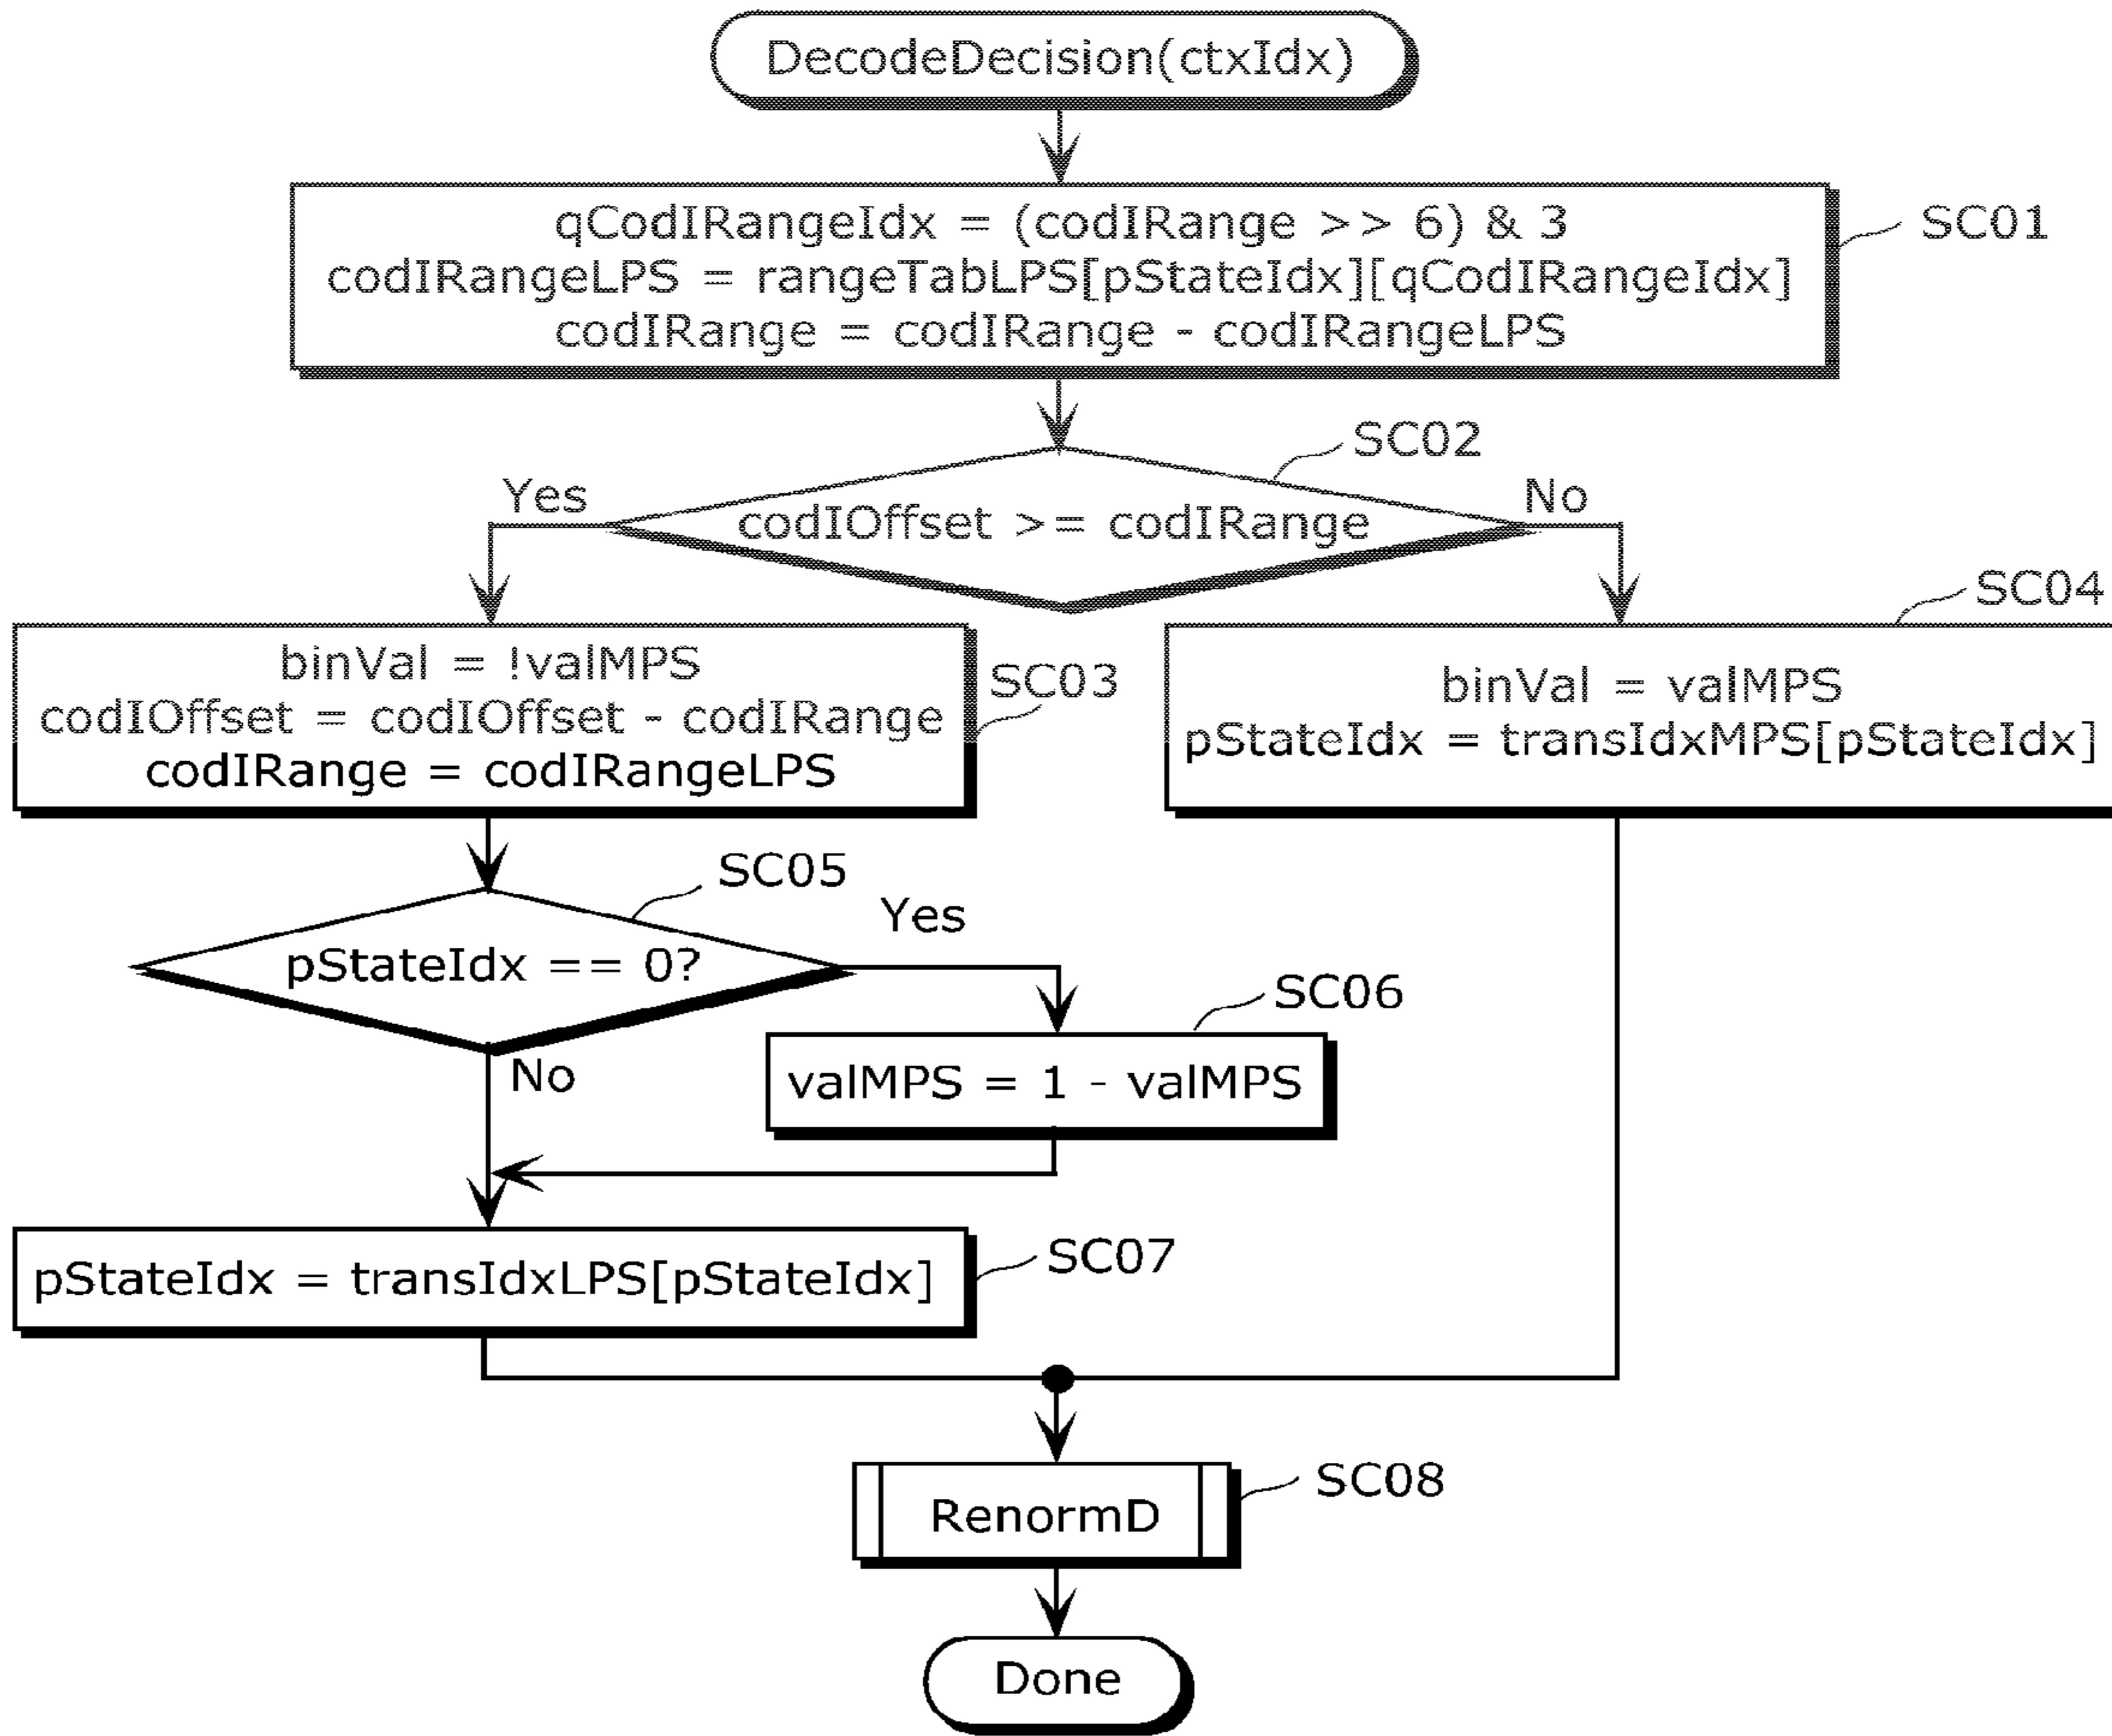 DecodeDecision(ctxIdx)
qCodIRangeIdx = (codIRange >> 6) & 3
codIRangeLPS = rangeTabLPS[pStateIdx][qCodIRangeIdx]
codIRange = codIRange - codIRangeLPS
SC01
SC02
Yes
codIOffset >= codIRange
No
SC03
binVal = !valMPS
codIOffset = codIOffset - codIRange
codIRange = codIRangeLPS
SC04
binVal = valMPS
pStateIdx = transIdxMPS[pStateIdx]
SC05
pStateIdx == 0?
Yes
No
SC06
valMPS = 1 - valMPS
pStateIdx = transIdxLPS[pStateIdx]
SC07
RenormD
SC08
Done